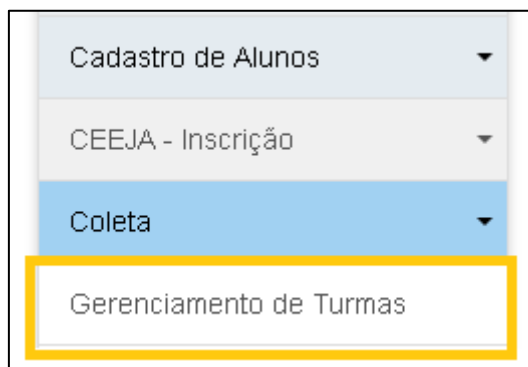 Cadastro de Alunos
CEEJA - Inscrição
Coleta
Gerenciamento de Turmas